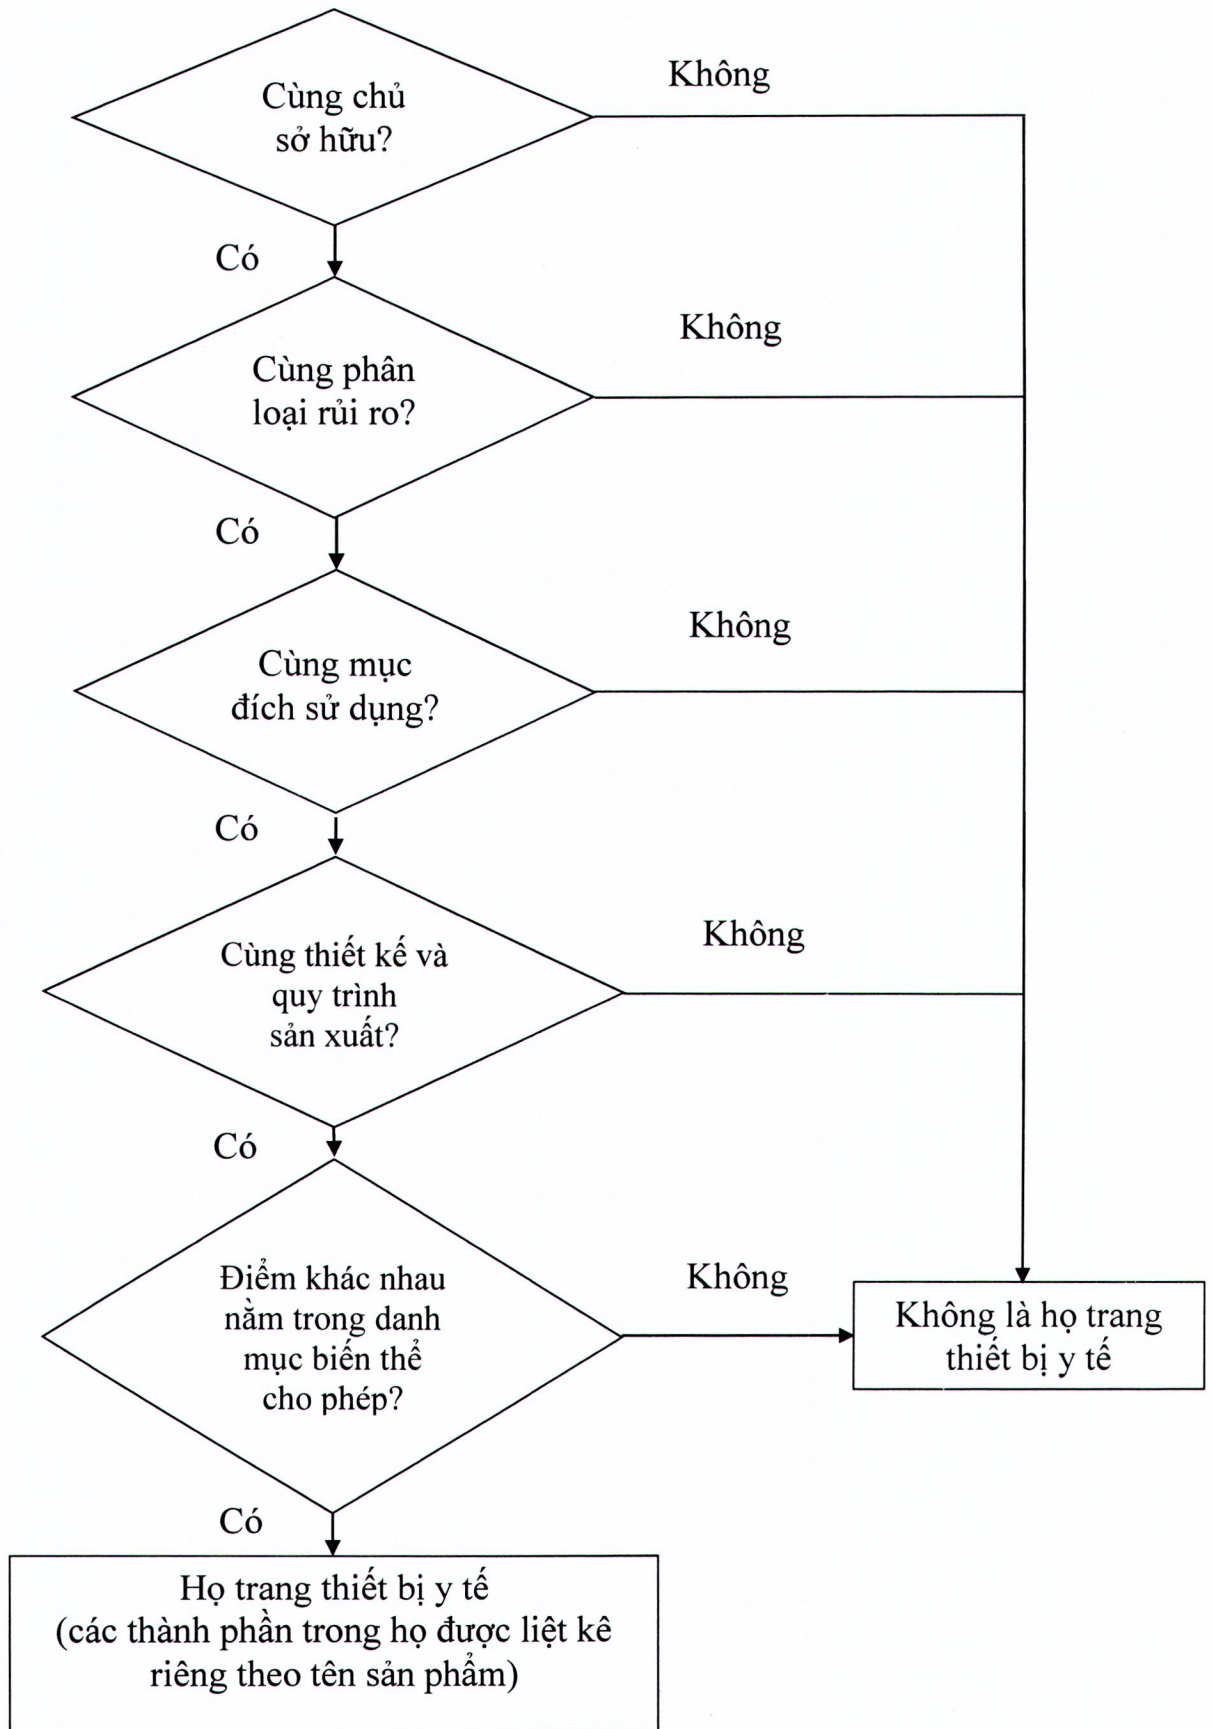 Cùng chủ
sở hữu?
Không
Có
Cùng phân
loại rủi ro?
Không
Có
Cùng mục
đích sử dụng?
Không
Có
Cùng thiết kế và
quy trình
sản xuất?
Không
Có
Điểm khác nhau
nằm trong danh
mục biến thể
cho phép?
Không
Không là họ trang
thiết bị y tế
Có
Họ trang thiết bị y tế
(các thành phần trong họ được liệt kê
riêng theo tên sản phẩm)